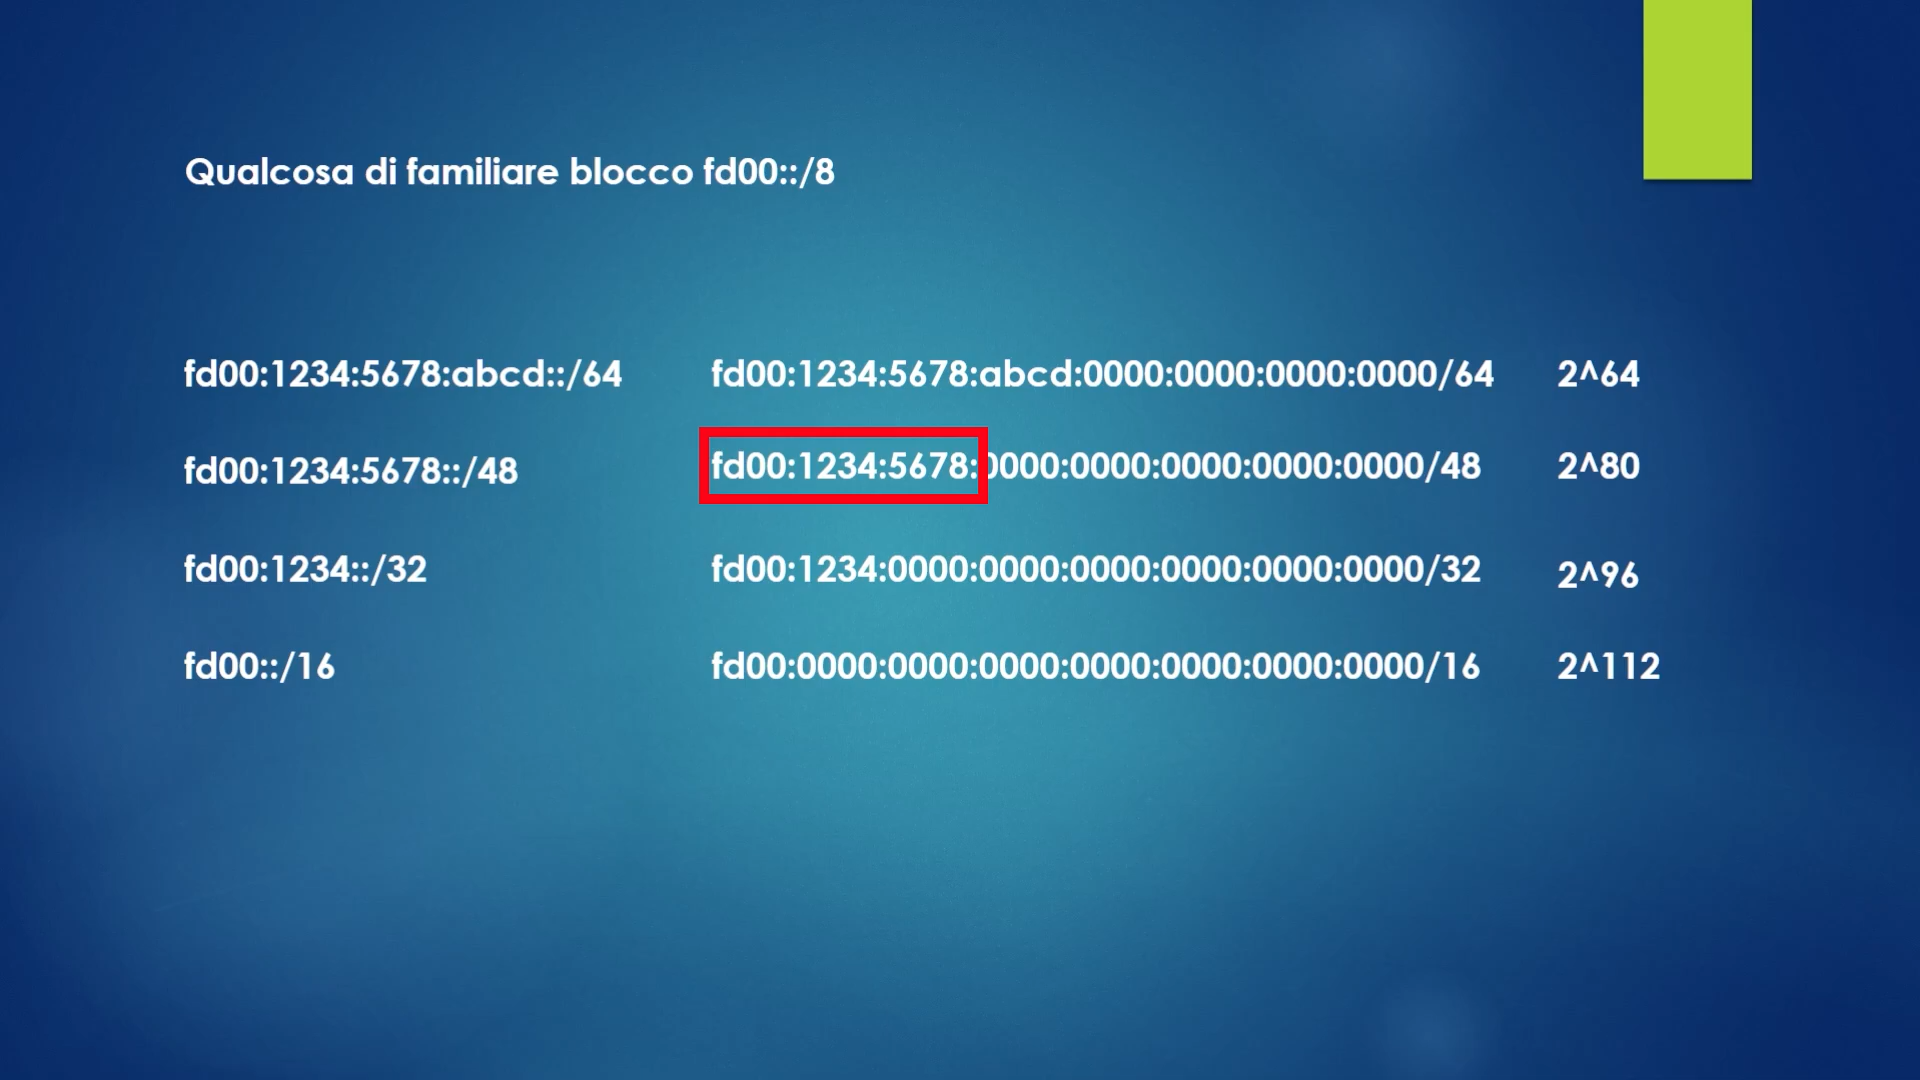 Qualcosa di familiare blocco fd00::/8
fd00:1234:5678:abcd::/64 fd00:1234:5678:abcd:0000:0000:0000:0000/64 2^64
fd00:1234:5678::/48 fd00:1234:5678:0000:0000:0000:0000:0000/48 2^80
fd00:1234::/32 fd00:1234:0000:0000:0000:0000:0000:0000/32 2^96
fd00::/16 fd00:0000:0000:0000:0000:0000:0000:0000/16 2^112